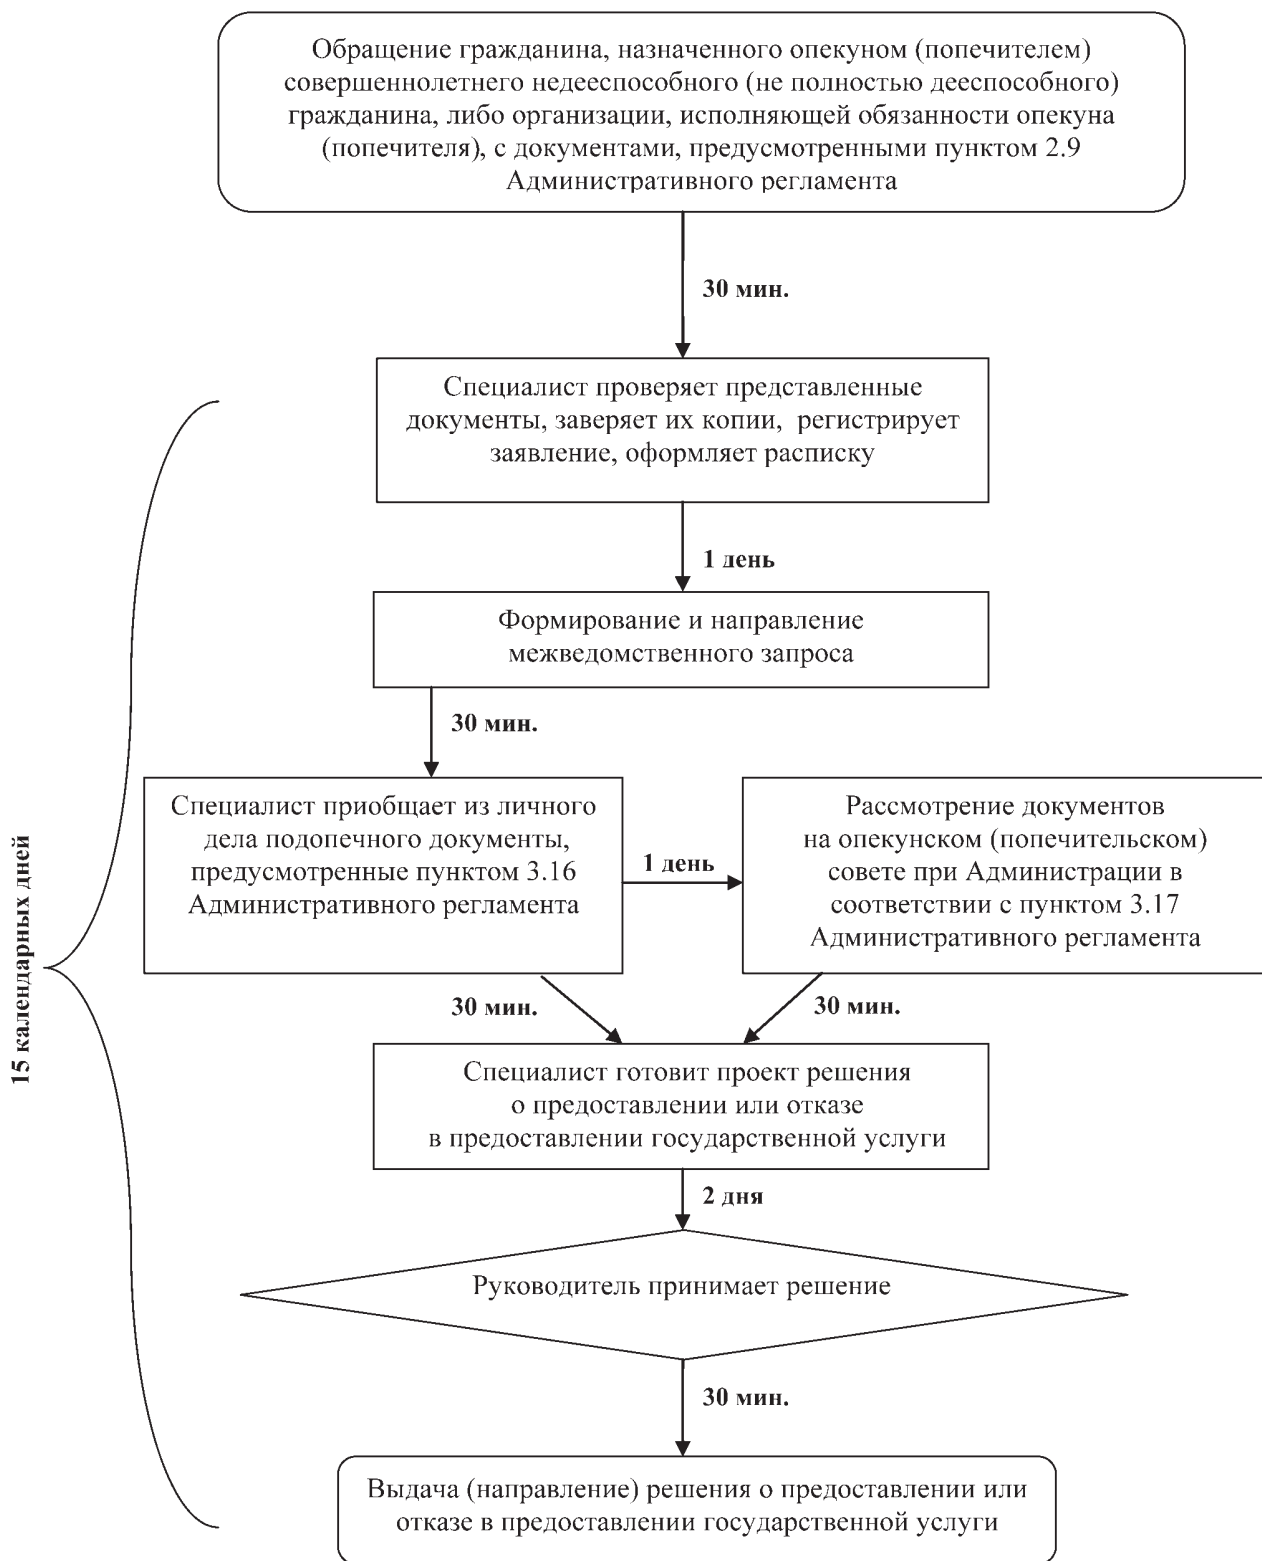 Обращение гражданина, назначенного опекуном (попечителем)
совершеннолетнего недееспособного (не полностью дееспособного)
гражданина, либо организации, исполняющей обязанности опекуна
(попечителя), с документами, предусмотренными пунктом 2.9
Административного регламента
30 мин.
Специалист проверяет представленные
документы, заверяет их копии, регистрирует
заявление, оформляет расписку
1 день
Формирование и направление
межведомственного запроса
30 мин.
Специалист приобщает из личного
дела подопечного документы,
предусмотренные пунктом 3.16
Административного регламента
1 день
Рассмотрение документов
на опекунском (попечительском)
совете при Администрации в
соответствии с пунктом 3.17
Административного регламента
15 календарных дней
30 мин.
30 мин.
Специалист готовит проект решения
о предоставлении или отказе
в предоставлении государственной услуги
2 дня
Руководитель принимает решение
30 мин.
Выдача (направление) решения о предоставлении или
отказе в предоставлении государственной услуги